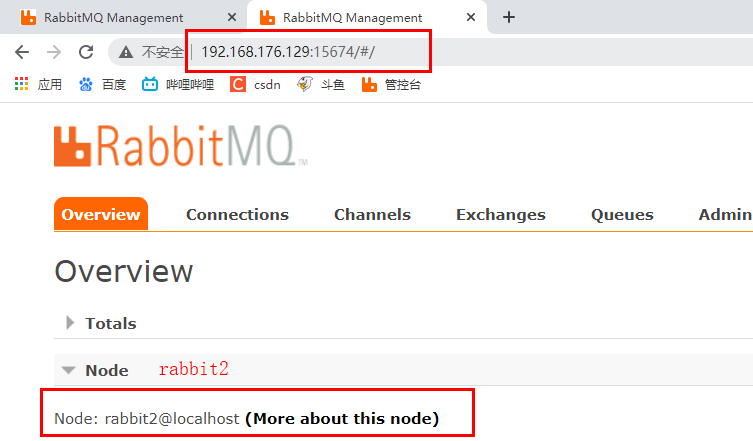 RabbitMQ Management RabbitMQ Management
不安全 192.168.176.129:15674/#/
应用 百度 哔哩哔哩 csdn 斗鱼 管控台
RabbitMQ TM
Overview Connections Channels Exchanges Queues Admin
Overview
Totals
Node rabbit2
Node: rabbit2@localhost (More about this node)